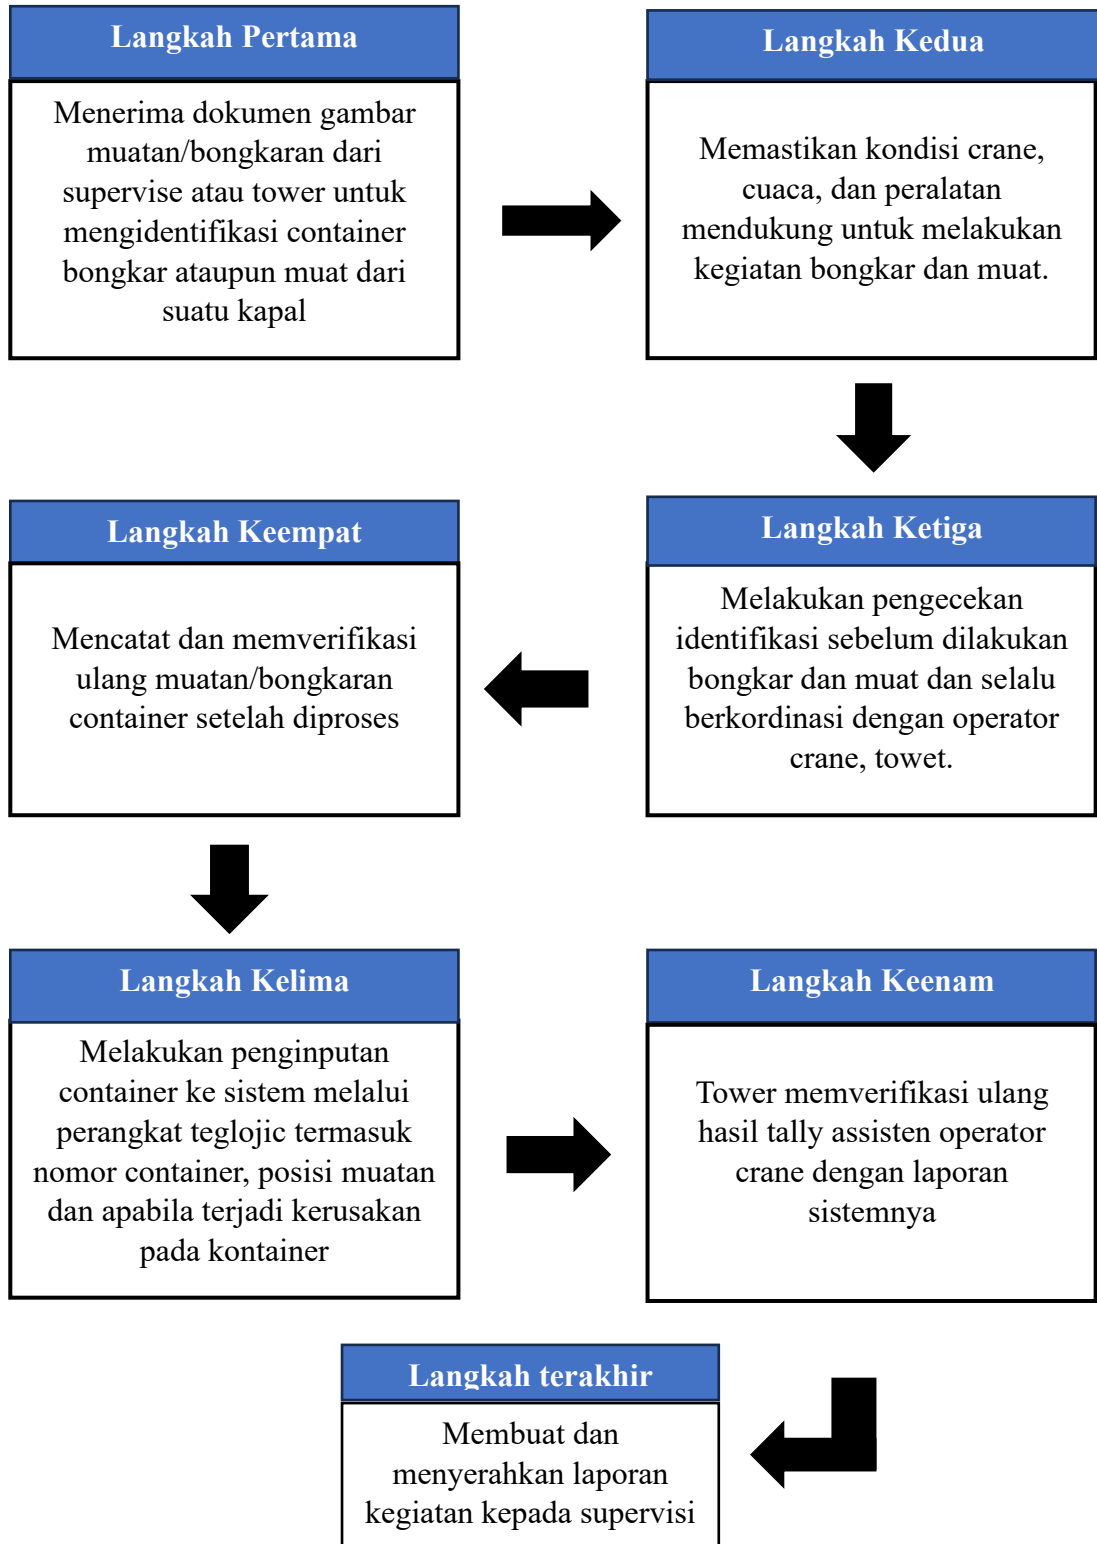 Langkah Pertama
Menerima dokumen gambar
muatan/bongkaran dari
supervise atau tower untuk
mengidentifikasi container
bongkar ataupun muat dari
suatu kapal
Langkah Kedua
Memastikan kondisi crane,
cuaca, dan peralatan
mendukung untuk melakukan
kegiatan bongkar dan muat.
Langkah Ketiga
Melakukan pengecekan
identifikasi sebelum dilakukan
bongkar dan muat dan selalu
berkordinasi dengan operator
crane, towet.
Langkah Keempat
Mencatat dan memverifikasi
ulang muatan/bongkaran
container setelah diproses
Langkah Kelima
Melakukan penginputan
container ke sistem melalui
perangkat teglojic termasuk
nomor container, posisi muatan
dan apabila terjadi kerusakan
pada kontainer
Langkah Keenam
Tower memverifikasi ulang
hasil tally assisten operator
crane dengan laporan
sistemnya
Langkah terakhir
Membuat dan
menyerahkan laporan
kegiatan kepada supervisi